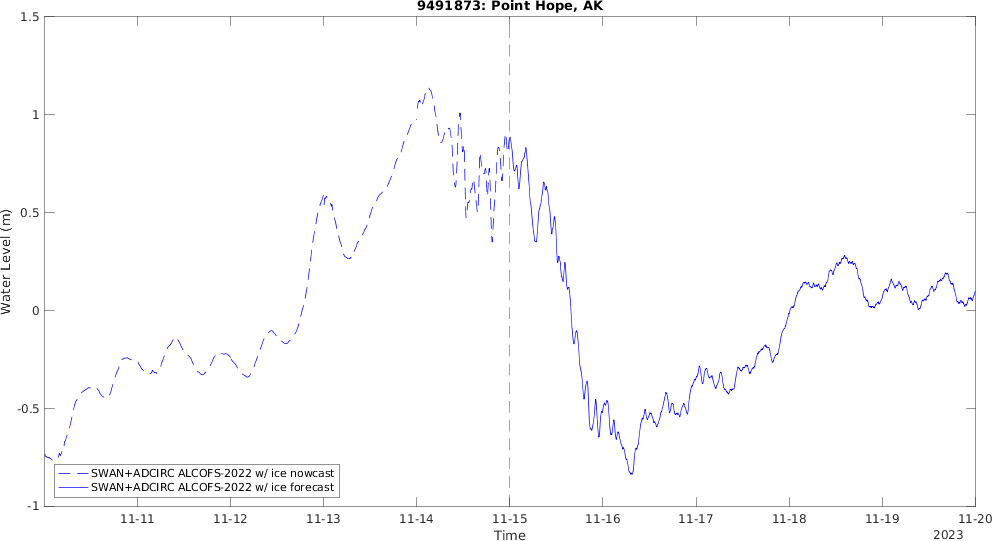 9491873: Point Hope, AK
1.5
1
0.5
0
-0.5
-1
Water Level (m)
SWAN+ADCIRC ALCOFS-2022 w/ ice nowcast
SWAN+ADCIRC ALCOFS-2022 w/ ice forecast
11-11 11-12 11-13 11-14 11-15 11-16 11-17 11-18 11-19 11-20
Time
2023